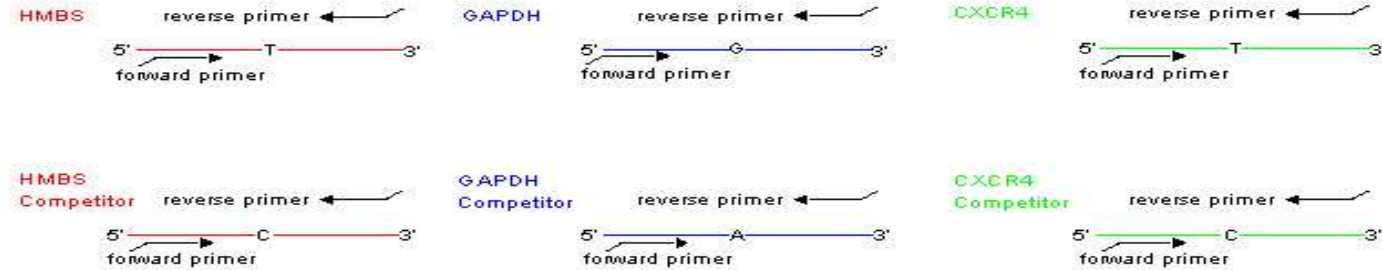 HMBS
reverse primer
5' T 3'
forward primer
GAPDH
reverse primer
5' G 3'
forward primer
CXCR4
reverse primer
5' T 3
forward primer
HMBS
Competitor
reverse primer
5' C 3'
forward primer
GAPDH
Competitor
reverse primer
5' A 3'
forward primer
CXCR4
Competitor
reverse primer
5' C 3'
forward primer